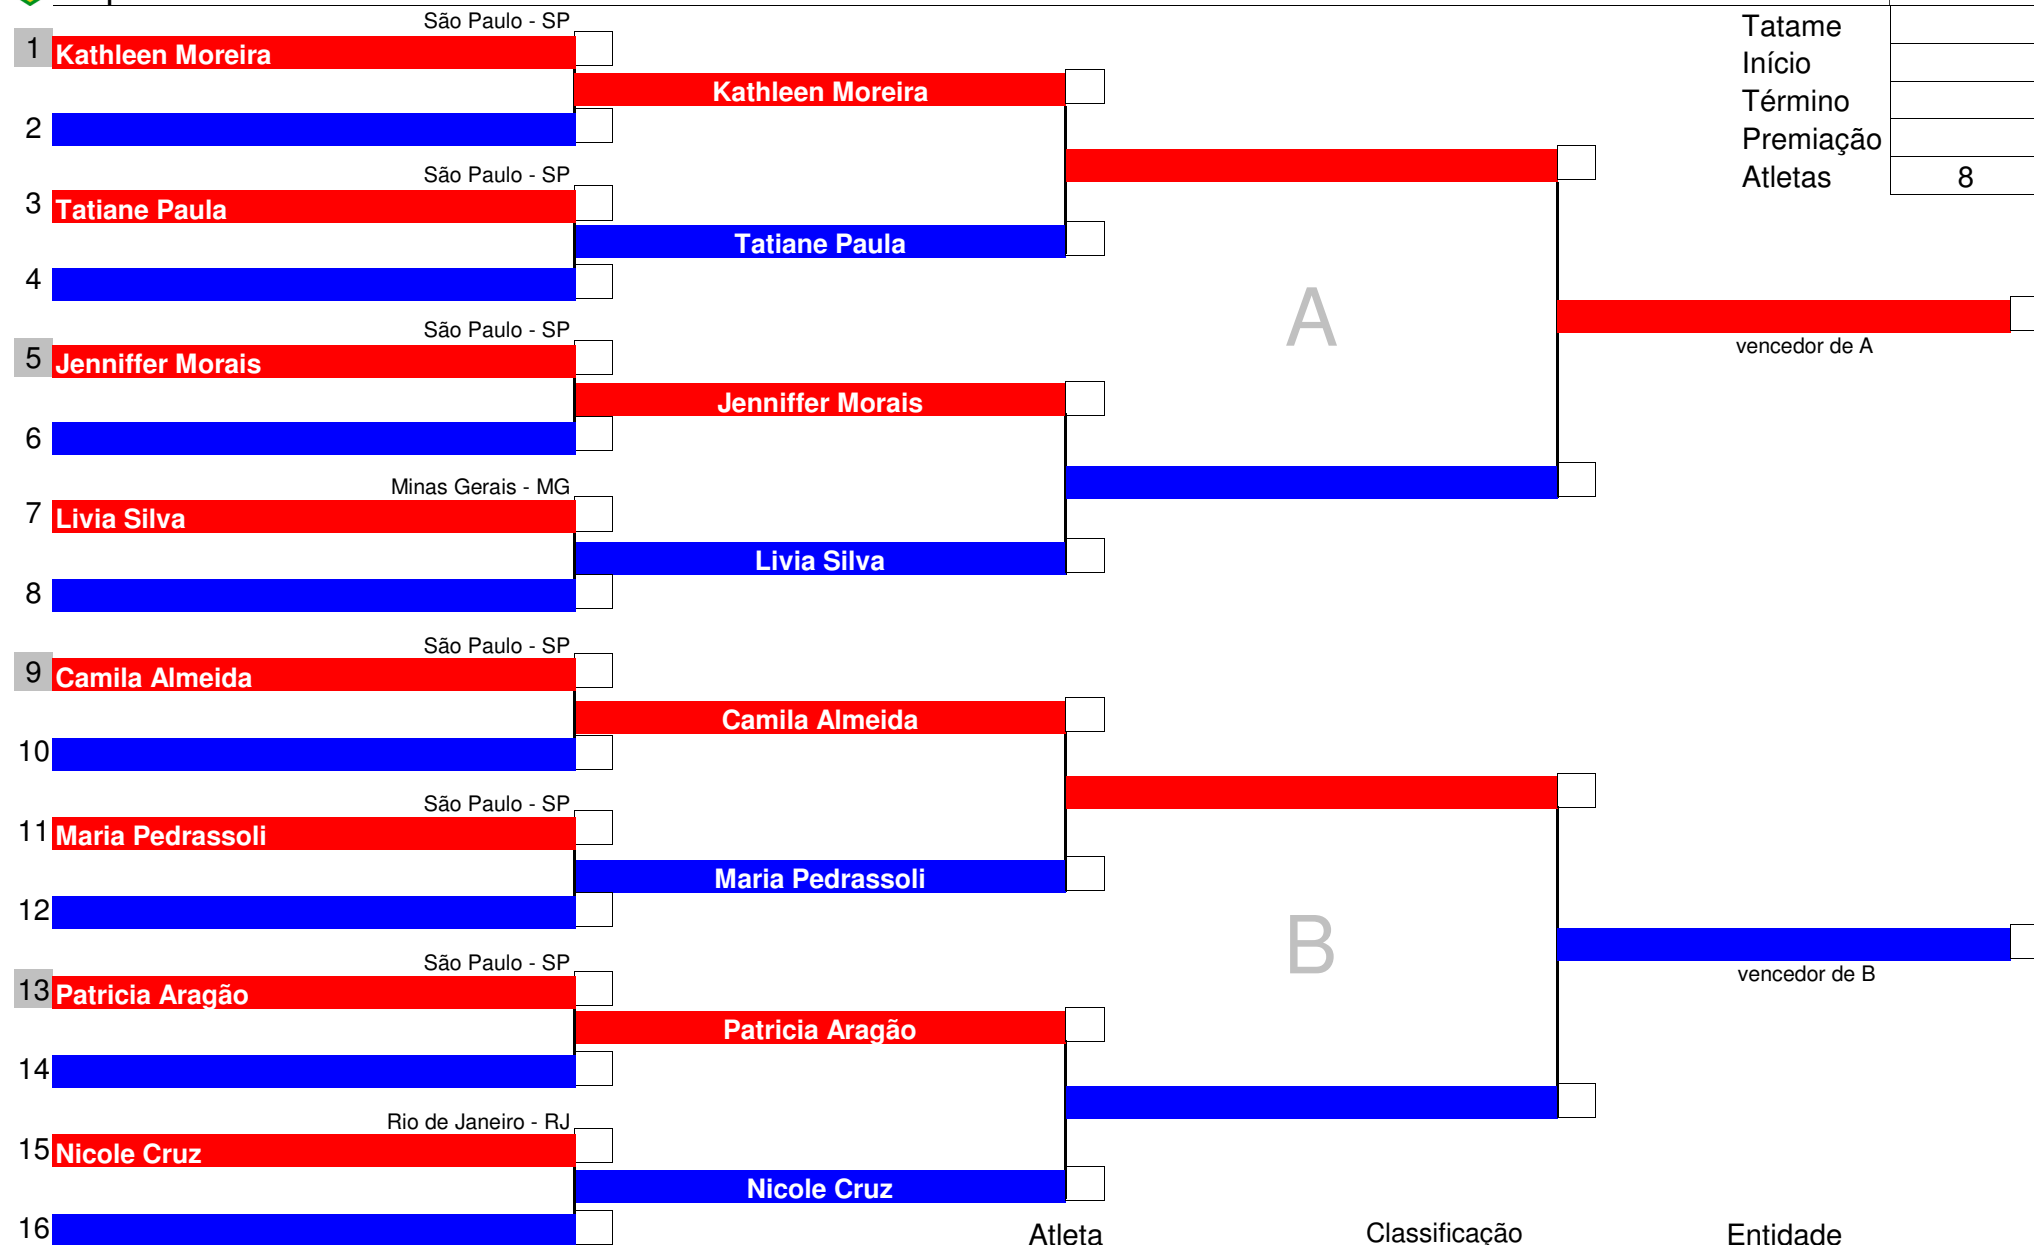 São Paulo - SP
Tatame
1 Kathleen Moreira
Início
Kathleen Moreira
Término
2
Premiação
São Paulo - SP
Atletas 8
3 Tatiane Paula
Tatiane Paula
4
A
São Paulo - SP
vencedor de A
5 Jenniffer Morais
Jenniffer Morais
6
Minas Gerais - MG
7 Livia Silva
Livia Silva
8
São Paulo - SP
9 Camila Almeida
Camila Almeida
10
São Paulo - SP
11 Maria Pedrassoli
Maria Pedrassoli
12
B
São Paulo - SP
vencedor de B
13 Patricia Aragão
Patricia Aragão
14
Rio de Janeiro - RJ
15 Nicole Cruz
Nicole Cruz
16
Atleta Classificação Entidade